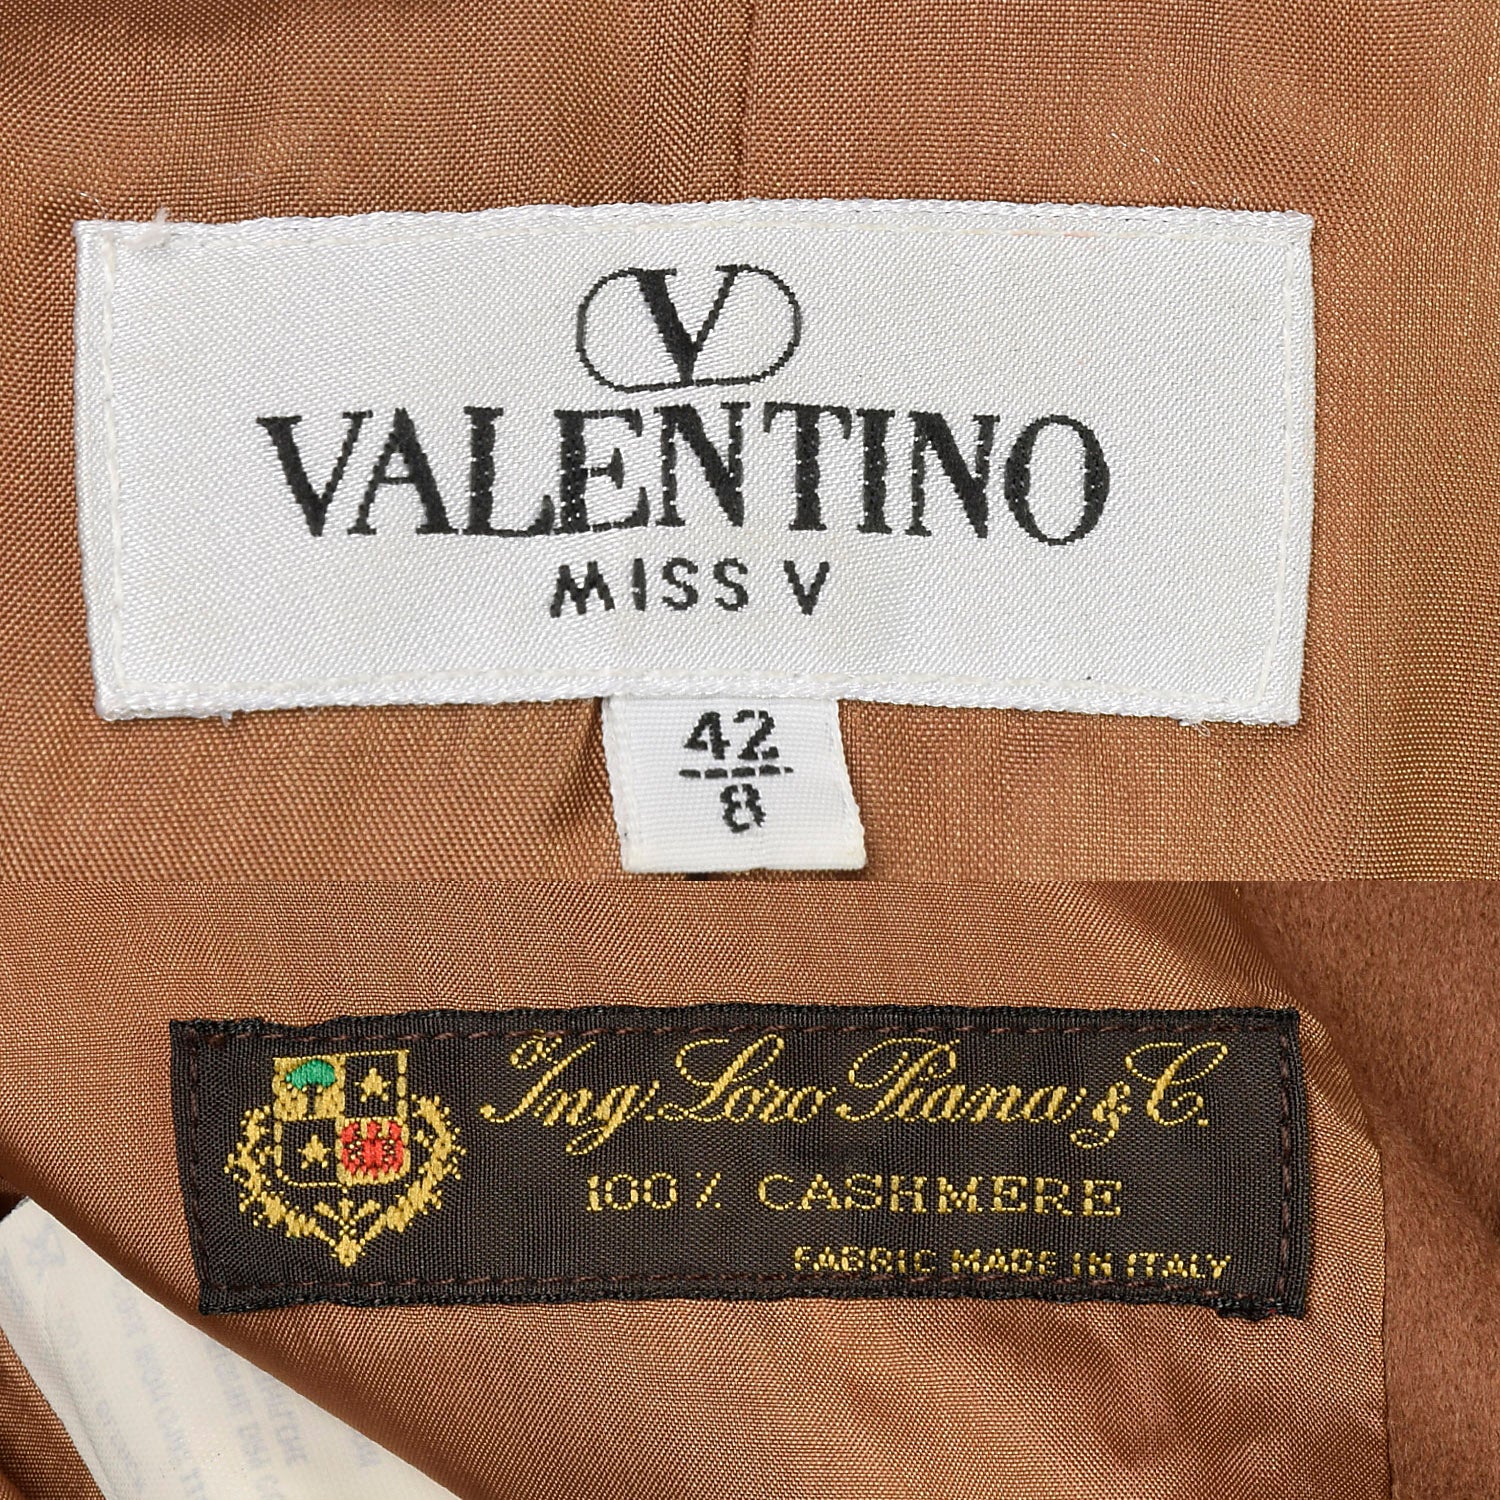 V
VALENTINO
MISS V
42
8
Ing. Loro Piana & C.
100% CASHMERE
FABRIC MADE IN ITALY